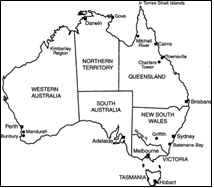 Torres Strait Islands
Darwin
Gove
Kimberley
Region
Mitchell
River
Cairns
Townsville
Charters
Tower
NORTHERN
TERRITORY
QUEENSLAND
WESTERN
AUSTRALIA
SOUTH
AUSTRALIA
Brisbane
NEW SOUTH
WALES
Perth
Mandurah
Bunbury
Griffith
Sydney
Adelaide
Batemans Bay
Melbourne
VICTORIA
TASMANIA
Hobart